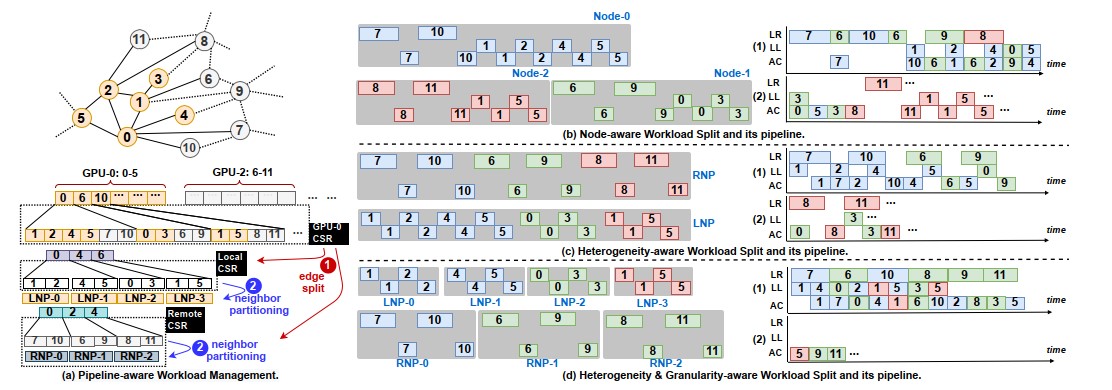 11
8
3
6
2
1
9
5
4
0
7
10
GPU-0: 0-5
GPU-2: 6-11
0 6 10 ... ... ...
... ...
1 2 4 5 7 10 0 3 6 9 1 5 8 11 ...
GPU-0 CSR
0 4 6
Local CSR
1 2 4 5 0 3 1 5
LNP-0 LNP-1 LNP-2 LNP-3
1 edge split
2 neighbor partitioning
0 2 4
Remote CSR
7 10 6 9 8 11
RNP-0 RNP-1 RNP-2
2 neighbor partitioning
(a) Pipeline-aware Workload Management.
Node-0
7 10
1 2 4 5
7 10 1 2 4 5
Node-2
Node-1
8 11
1 5
8 11 1 5
6 9
0 3
9 0 3
LR 7 6 10 6 9 8
(1) LL 1 2 4 0 5
AC 7 10 6 1 6 2 9 4
time
LR 11 ...
(2) LL 3 1 5 ...
AC 0 5 3 8 11 1 5 ...
time
(b) Node-aware Workload Split and its pipeline.
7 10 6 9 8 11
RNP
7 10 6 9 8 11
1 2 4 5 0 3 1 5
LNP
1 2 4 5 0 3 1 5
LR 7 10 6 9
(1) LL 1 2 4 5 0
AC 1 7 2 10 4 6 5 9
time
LR 8 11 ...
(2) LL 3 ...
AC 0 8 3 11 ...
time
(c) Heterogeneity-aware Workload Split and its pipeline.
1 2
1 2
LNP-0
4 5
4 5
LNP-1
0 3
0 3
LNP-2
1 5
1 5
LNP-3
7 10
7 10
RNP-0
6 9
6 9
RNP-1
8 11
8 11
RNP-2
LR 7 6 10 8 9 11
(1) LL 1 4 0 2 1 5 3 5
AC 1 7 0 4 1 6 10 2 8 3 5
time
LR
(2) LL
AC 5 9 11 ...
time
(d) Heterogeneity & Granularity-aware Workload Split and its pipeline.